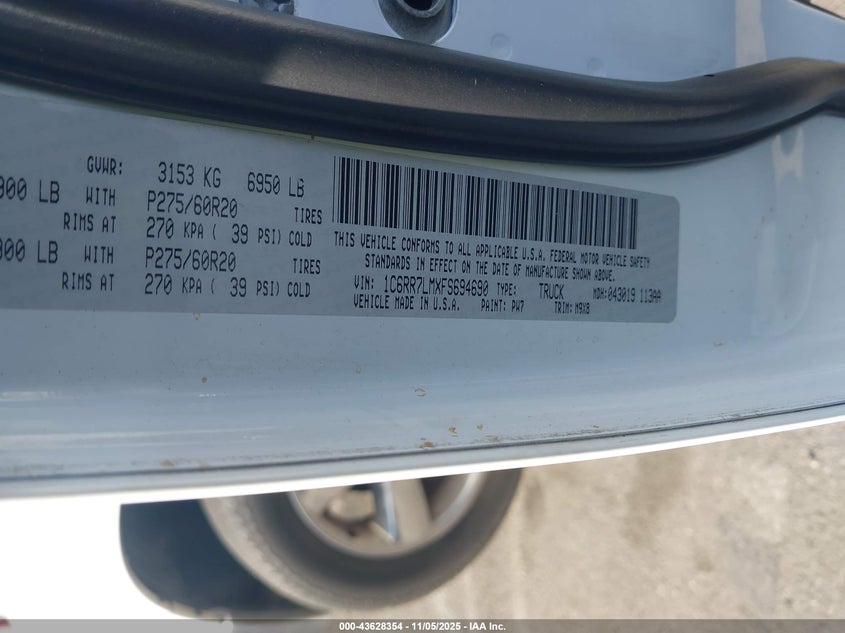 GVWR: 3153 KG 6950 LB
900 LB WITH P275/60R20 TIRES
RIMS AT 270 KPA ( 39 PSI) COLD
900 LB WITH P275/60R20 TIRES
RIMS AT 270 KPA ( 39 PSI) COLD
THIS VEHICLE CONFORMS TO ALL APPLICABLE U.S.A. FEDERAL MOTOR VEHICLE SAFETY
STANDARDS IN EFFECT ON THE DATE OF MANUFACTURE SHOWN ABOVE.
VIN: 1C6RR7LMXFS694690 TYPE: TRUCK MDH:043019 113AA
VEHICLE MADE IN U.S.A. PAINT: PW7 TRIM: M9X8
000-43628354 | 11/05/2025 - IAA Inc.